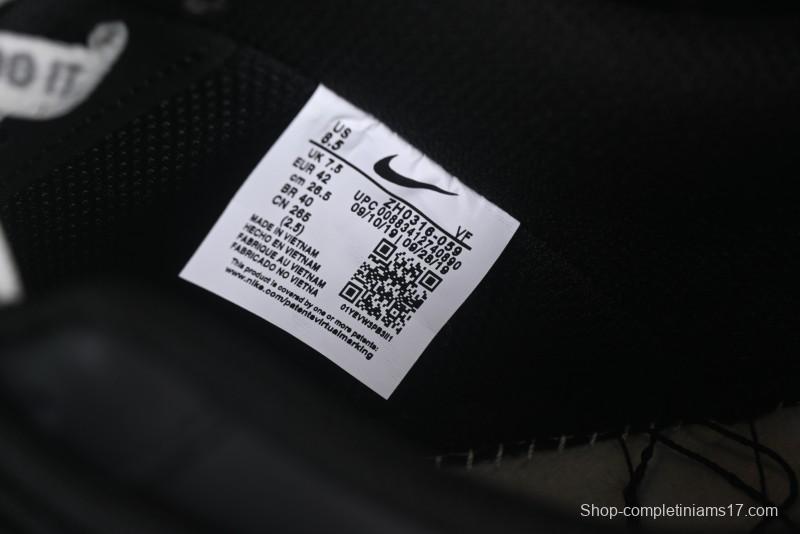 DO IT
US
8.5
UK 7.5
EUR 42
cm 26.5
BR 40
CN 265
(2.5)
MADE IN VIETNAM
HECHO EN VIETNAM
FABRIQUE AU VIETNAM
FABRICADO NO VIETNA
This product is covered by one or more patents:
www.nike.com/patentsvirtualmarking
VF
ZH0316-059
UPC 00883412740890
09/10/19 | 09/28/19
Shop-completiniams17.com